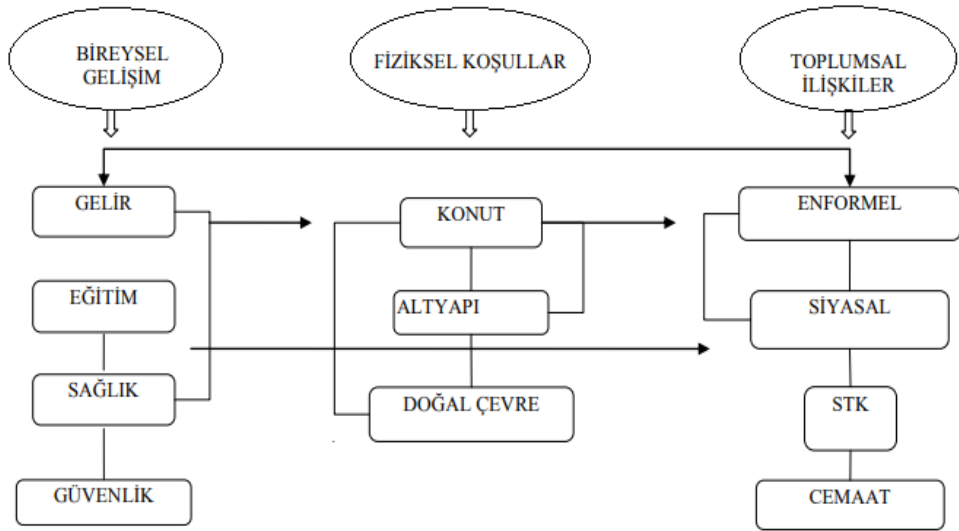 BİREYSEL
GELİŞİM
FİZİKSEL KOŞULLAR
TOPLUMSAL
İLİŞKİLER
GELİR
KONUT
ENFORMEL
EĞİTİM
ALTYAPI
SİYASAL
SAĞLIK
DOĞAL ÇEVRE
STK
GÜVENLİK
CEMAAT